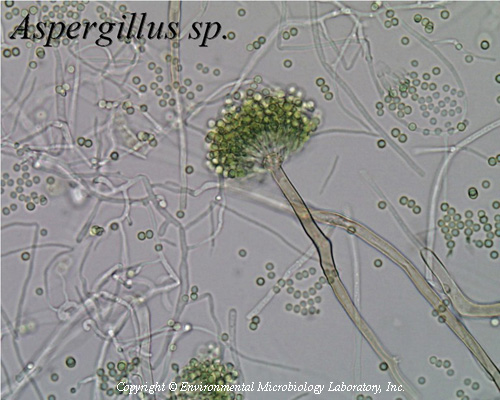 Aspergillus sp.
Copyright © Environmental Microbiology Laboratory, Inc.